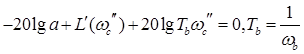 -20lg a + L′(ω_c″) + 20lg T_b ω_c″ = 0, T_b = 1/ω_b